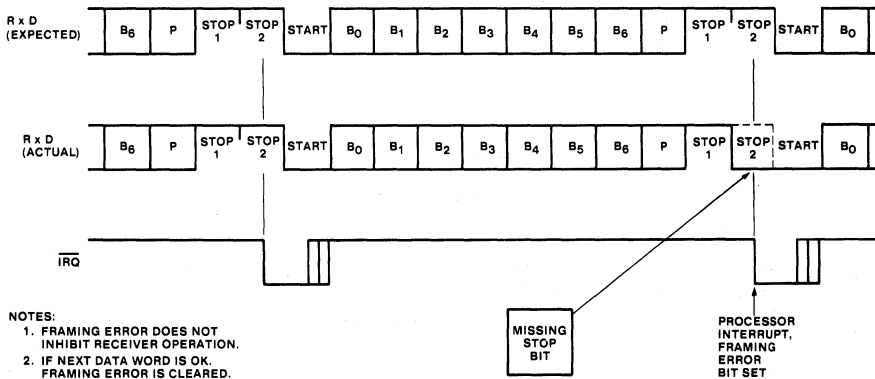 R x D
(EXPECTED)
B6 P STOP 1 STOP 2 START B0 B1 B2 B3 B4 B5 B6 P STOP 1 STOP 2 START B0
R x D
(ACTUAL)
B6 P STOP 1 STOP 2 START B0 B1 B2 B3 B4 B5 B6 P STOP 1 STOP 2 START B0
IRQ
NOTES:
1. FRAMING ERROR DOES NOT
INHIBIT RECEIVER OPERATION.
2. IF NEXT DATA WORD IS OK.
FRAMING ERROR IS CLEARED.
MISSING
STOP
BIT
PROCESSOR
INTERRUPT,
FRAMING
ERROR
BIT SET